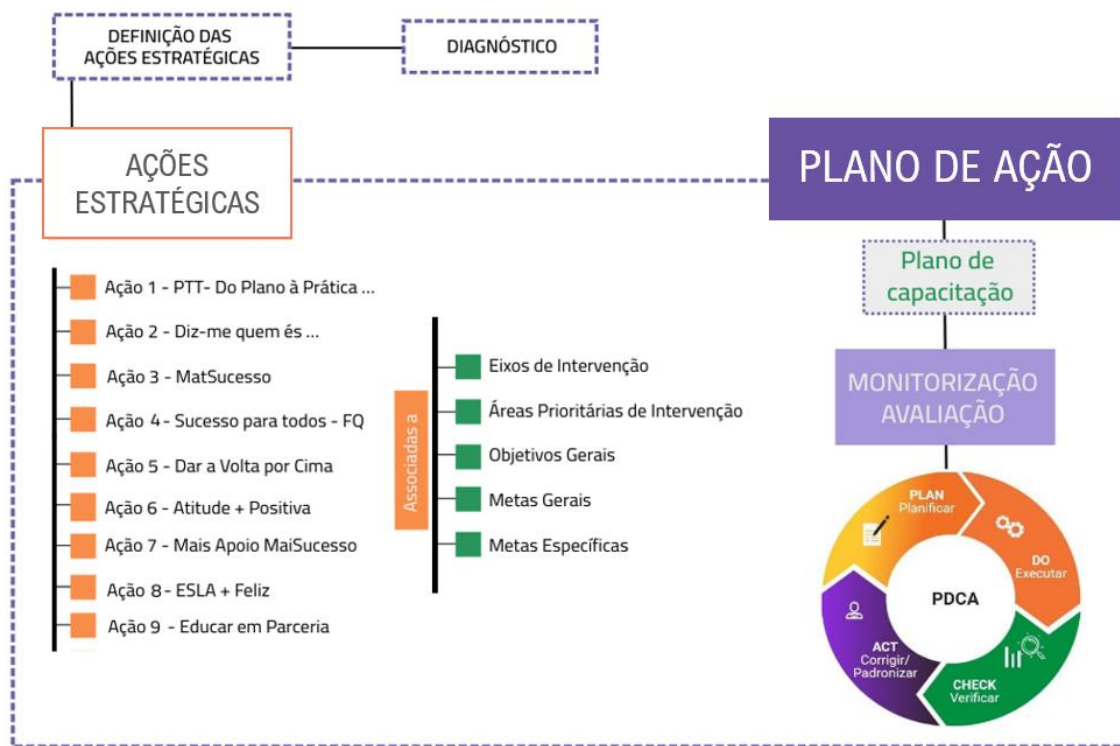 DEFINIÇÃO DAS
AÇÕES ESTRATÉGICAS
DIAGNÓSTICO
AÇÕES
ESTRATÉGICAS
Ação 1 - PTT- Do Plano à Prática ...
Ação 2 - Diz-me quem és ...
Ação 3 - MatSucesso
Ação 4 - Sucesso para todos - FQ
Ação 5 - Dar a Volta por Cima
Ação 6 - Atitude + Positiva
Ação 7 - Mais Apoio MaiSucesso
Ação 8 - ESLA + Feliz
Ação 9 - Educar em Parceria
Associadas a
Eixos de Intervenção
Áreas Prioritárias de Intervenção
Objetivos Gerais
Metas Gerais
Metas Específicas
PLANO DE AÇÃO
Plano de
capacitação
MONITORIZAÇÃO
AVALIAÇÃO
PLAN
Planificar
DO
Executar
PDCA
ACT
Corrigir/
Padronizar
CHECK
Verificar